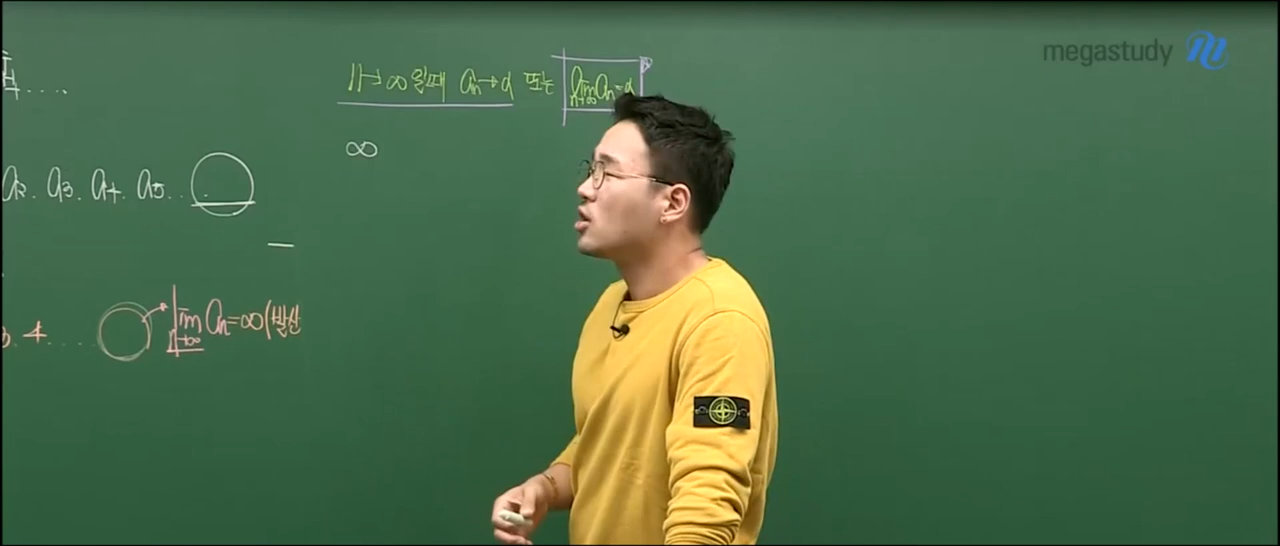 megastudy
n→∞일때 aₙ→α 또는 lim n→∞ aₙ=α
∞
a₂. a₃. a₄. a₅. . .
3. 4 . . . . . lim n→∞ aₙ=∞(발산